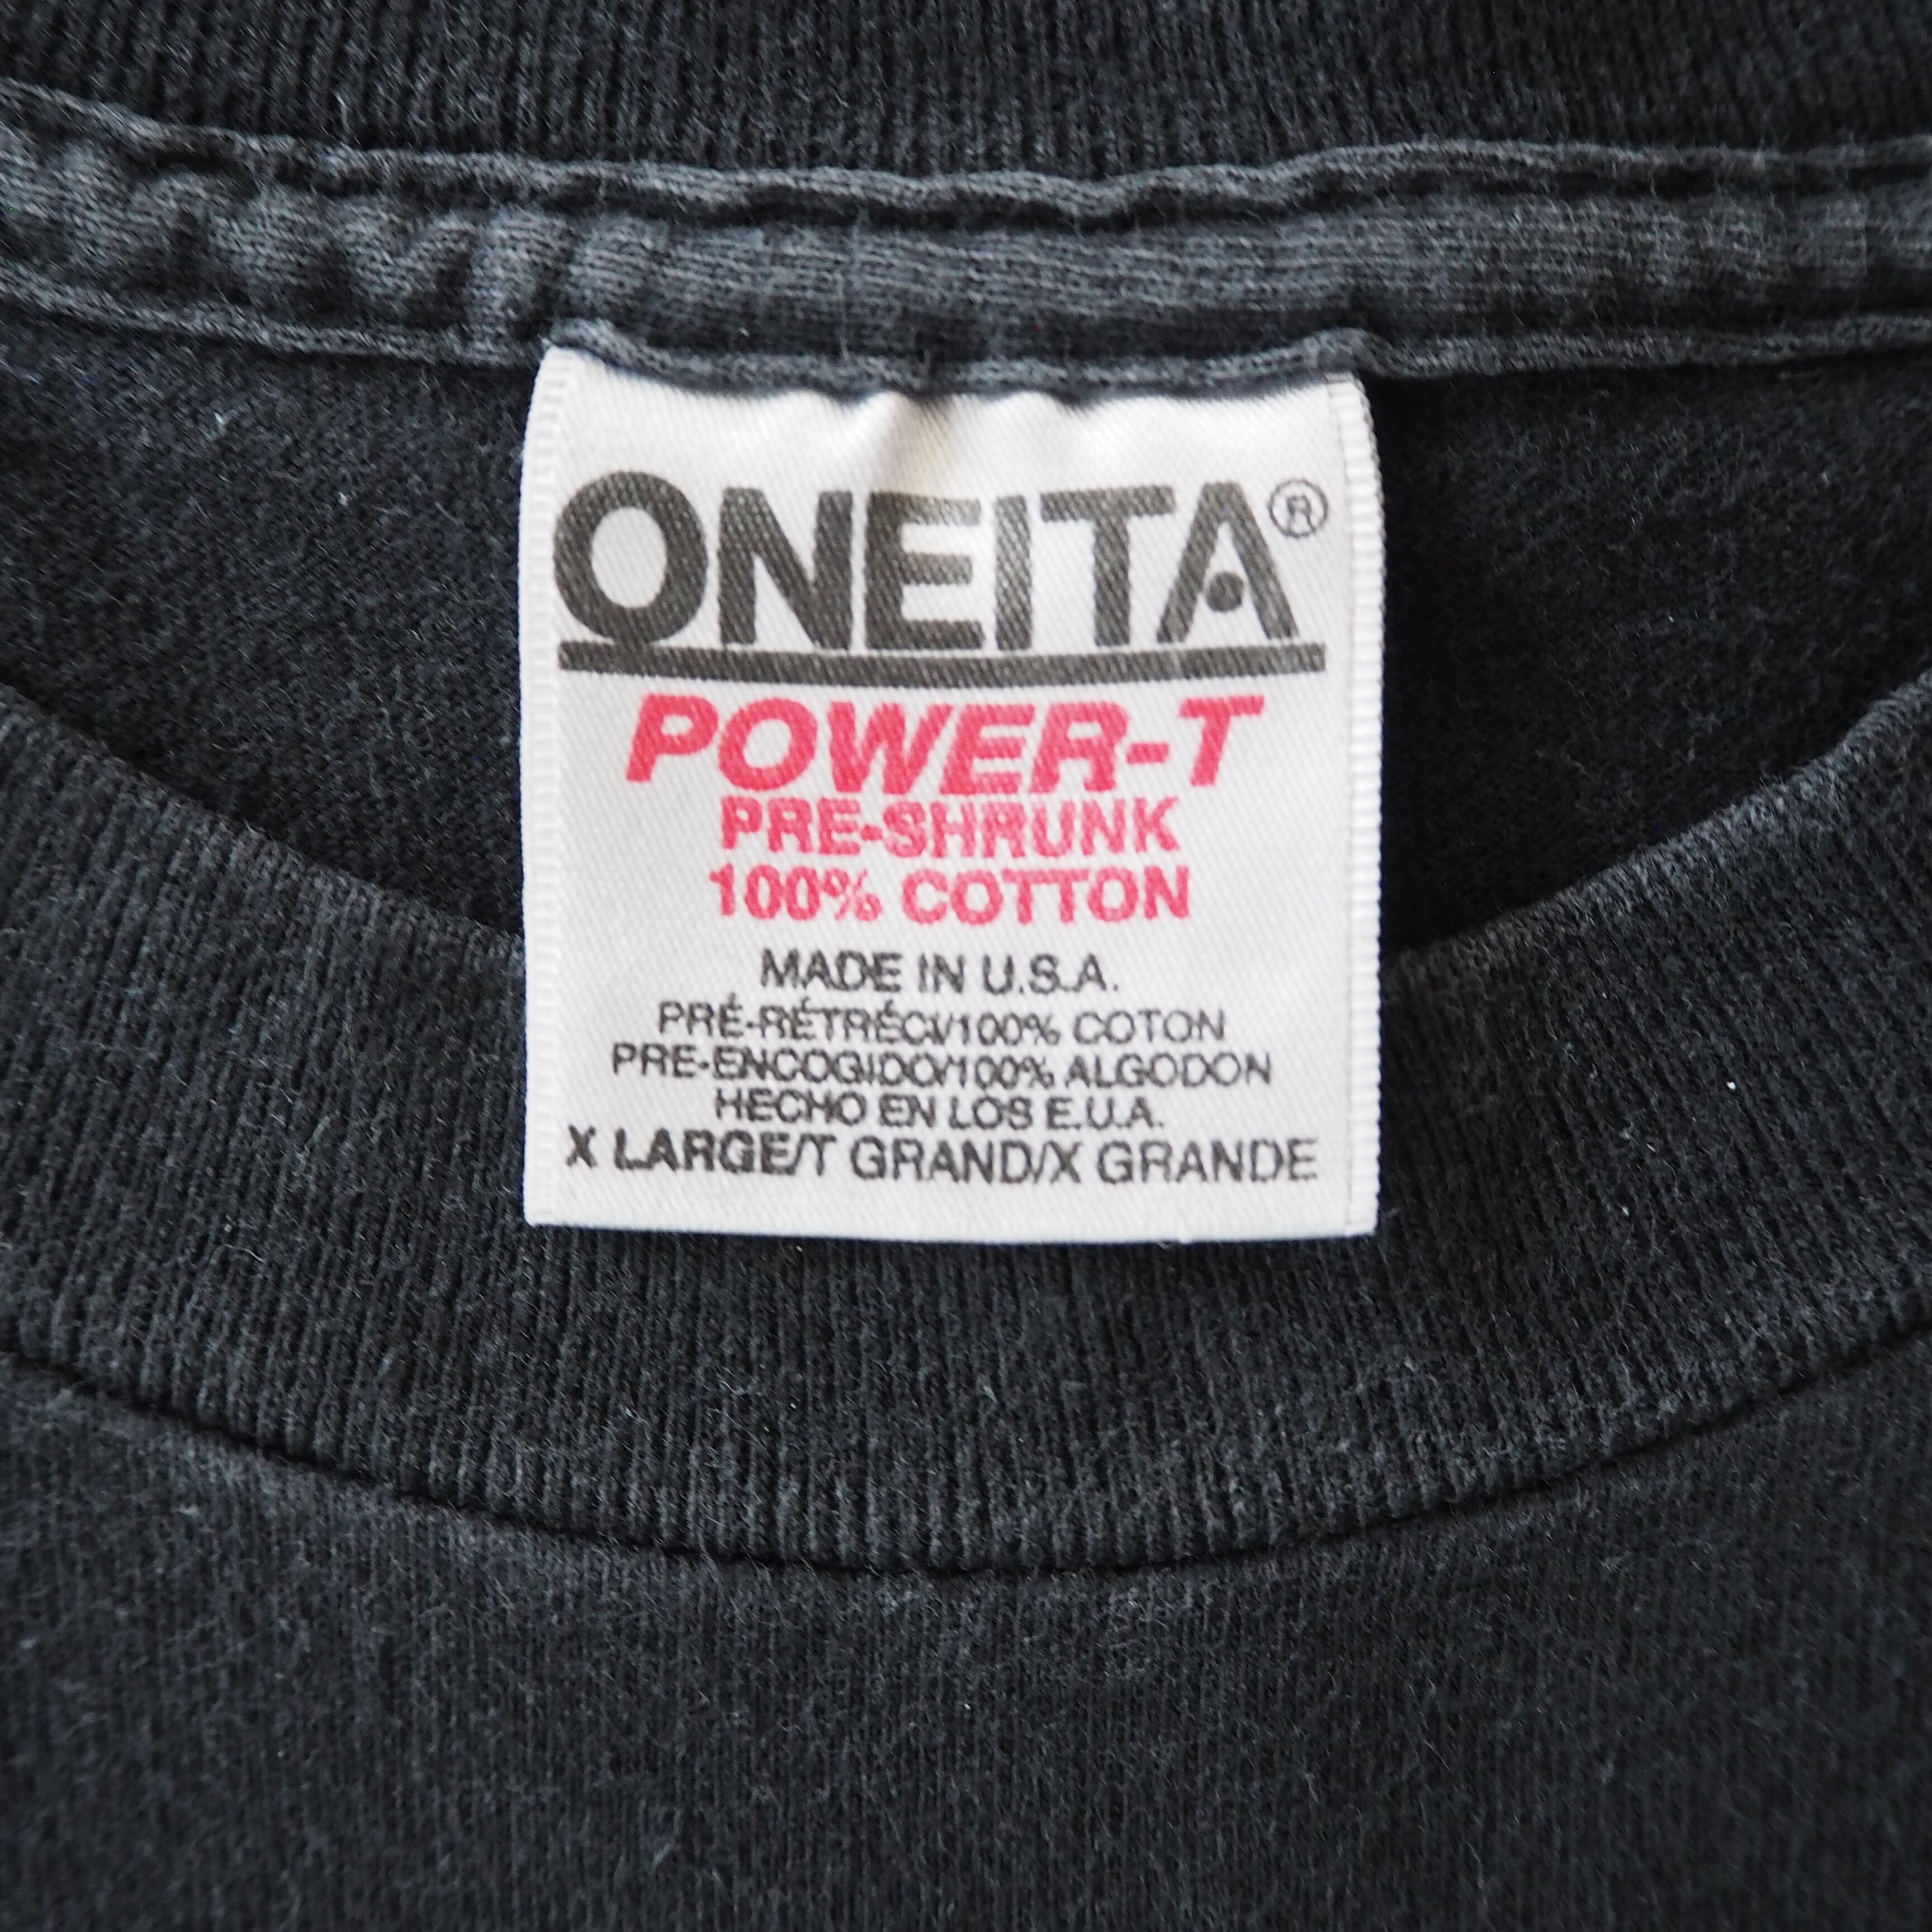 ONEITA®
POWER-T
PRE-SHRUNK
100% COTTON
MADE IN U.S.A.
PRÉ-RÉTRÉCI/100% COTON
PRE-ENCOGIDO/100% ALGODON
HECHO EN LOS E.U.A.
X LARGE/T GRAND/X GRANDE